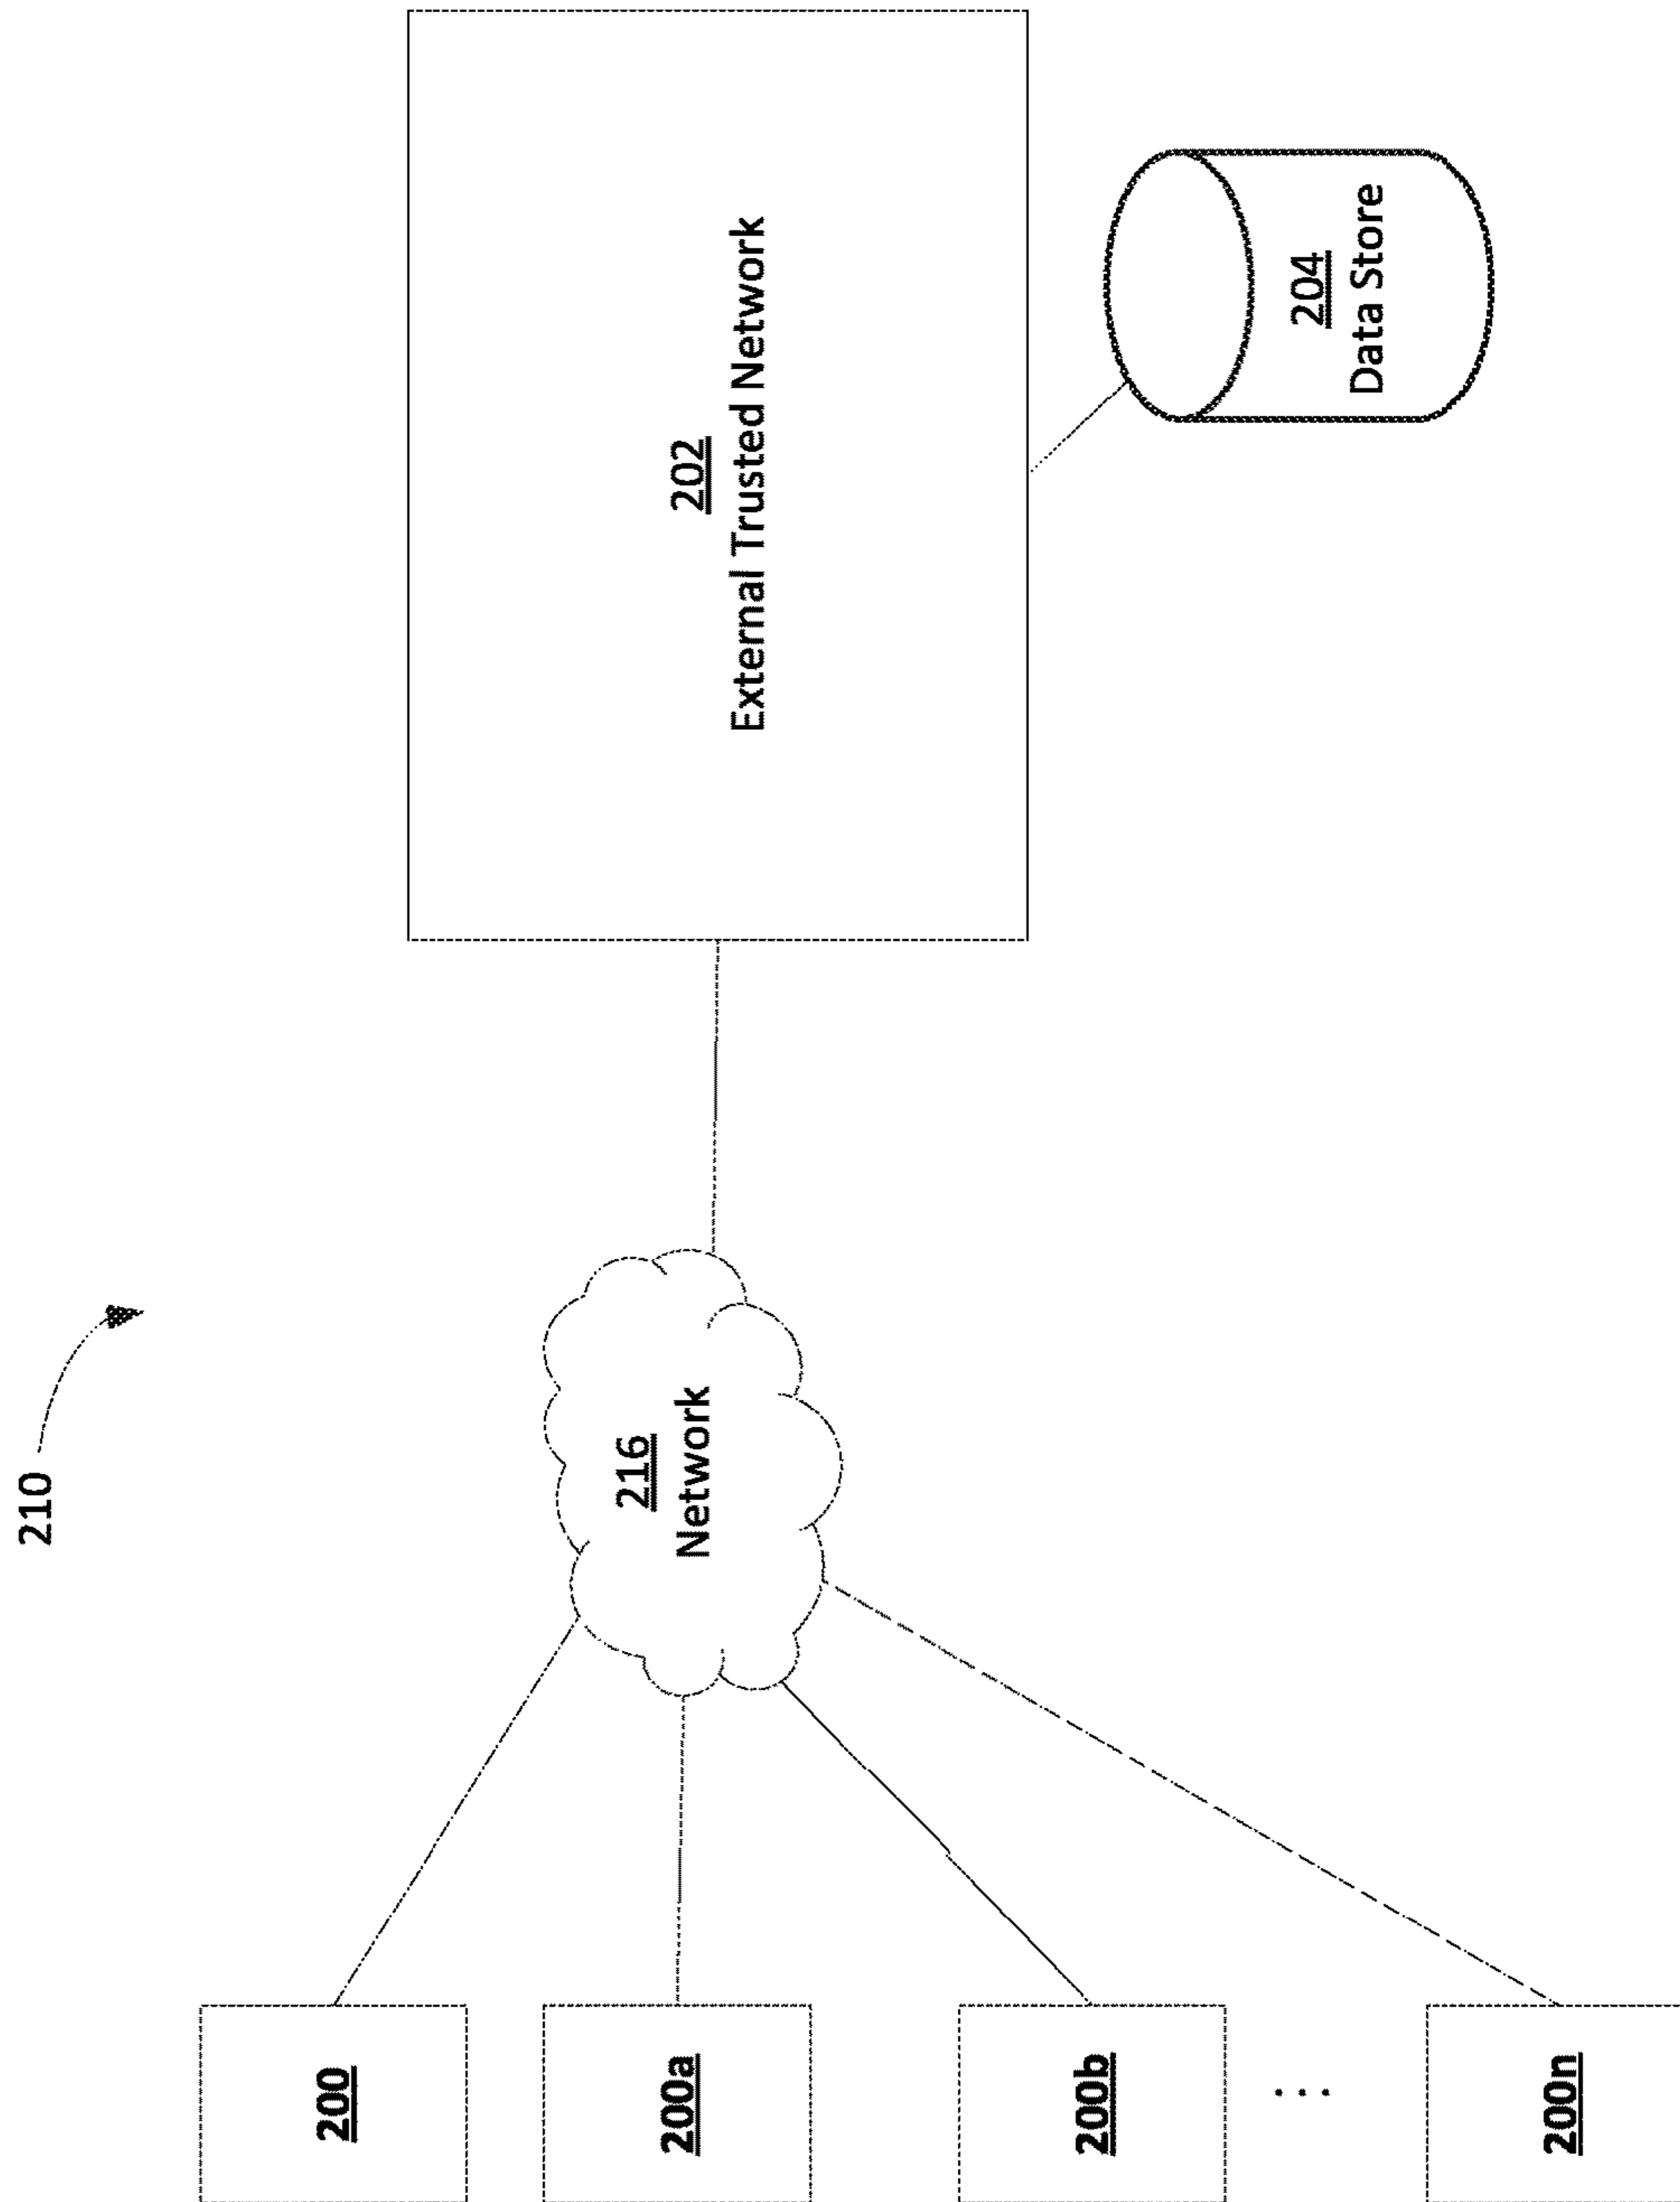 210
200
200a
200b
...
200n
216
Network
202
External Trusted Network
204
Data Store